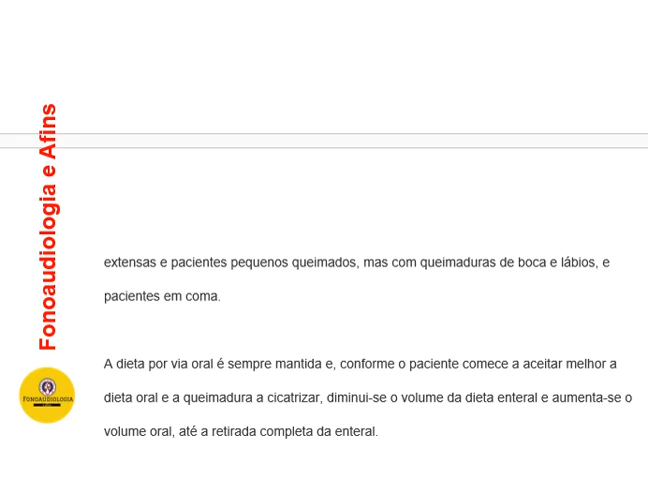 Fonoaudiologia e Afins
extensas e pacientes pequenos queimados, mas com queimaduras de boca e lábios, e
pacientes em coma.
A dieta por via oral é sempre mantida e, conforme o paciente comece a aceitar melhor a
dieta oral e a queimadura a cicatrizar, diminui-se o volume da dieta enteral e aumenta-se o
volume oral, até a retirada completa da enteral.
FONOAUDIOLOGIA